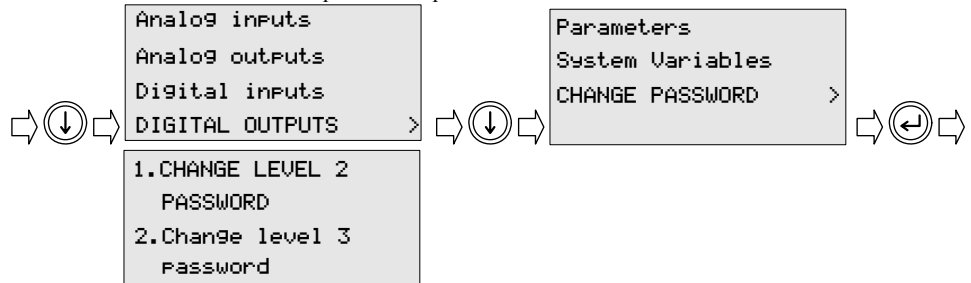 Analog inputs
Analog outputs
Digital inputs
DIGITAL OUTPUTS >
Parameters
System Variables
CHANGE PASSWORD >
1.CHANGE LEVEL 2
PASSWORD
2.Change level 3
password